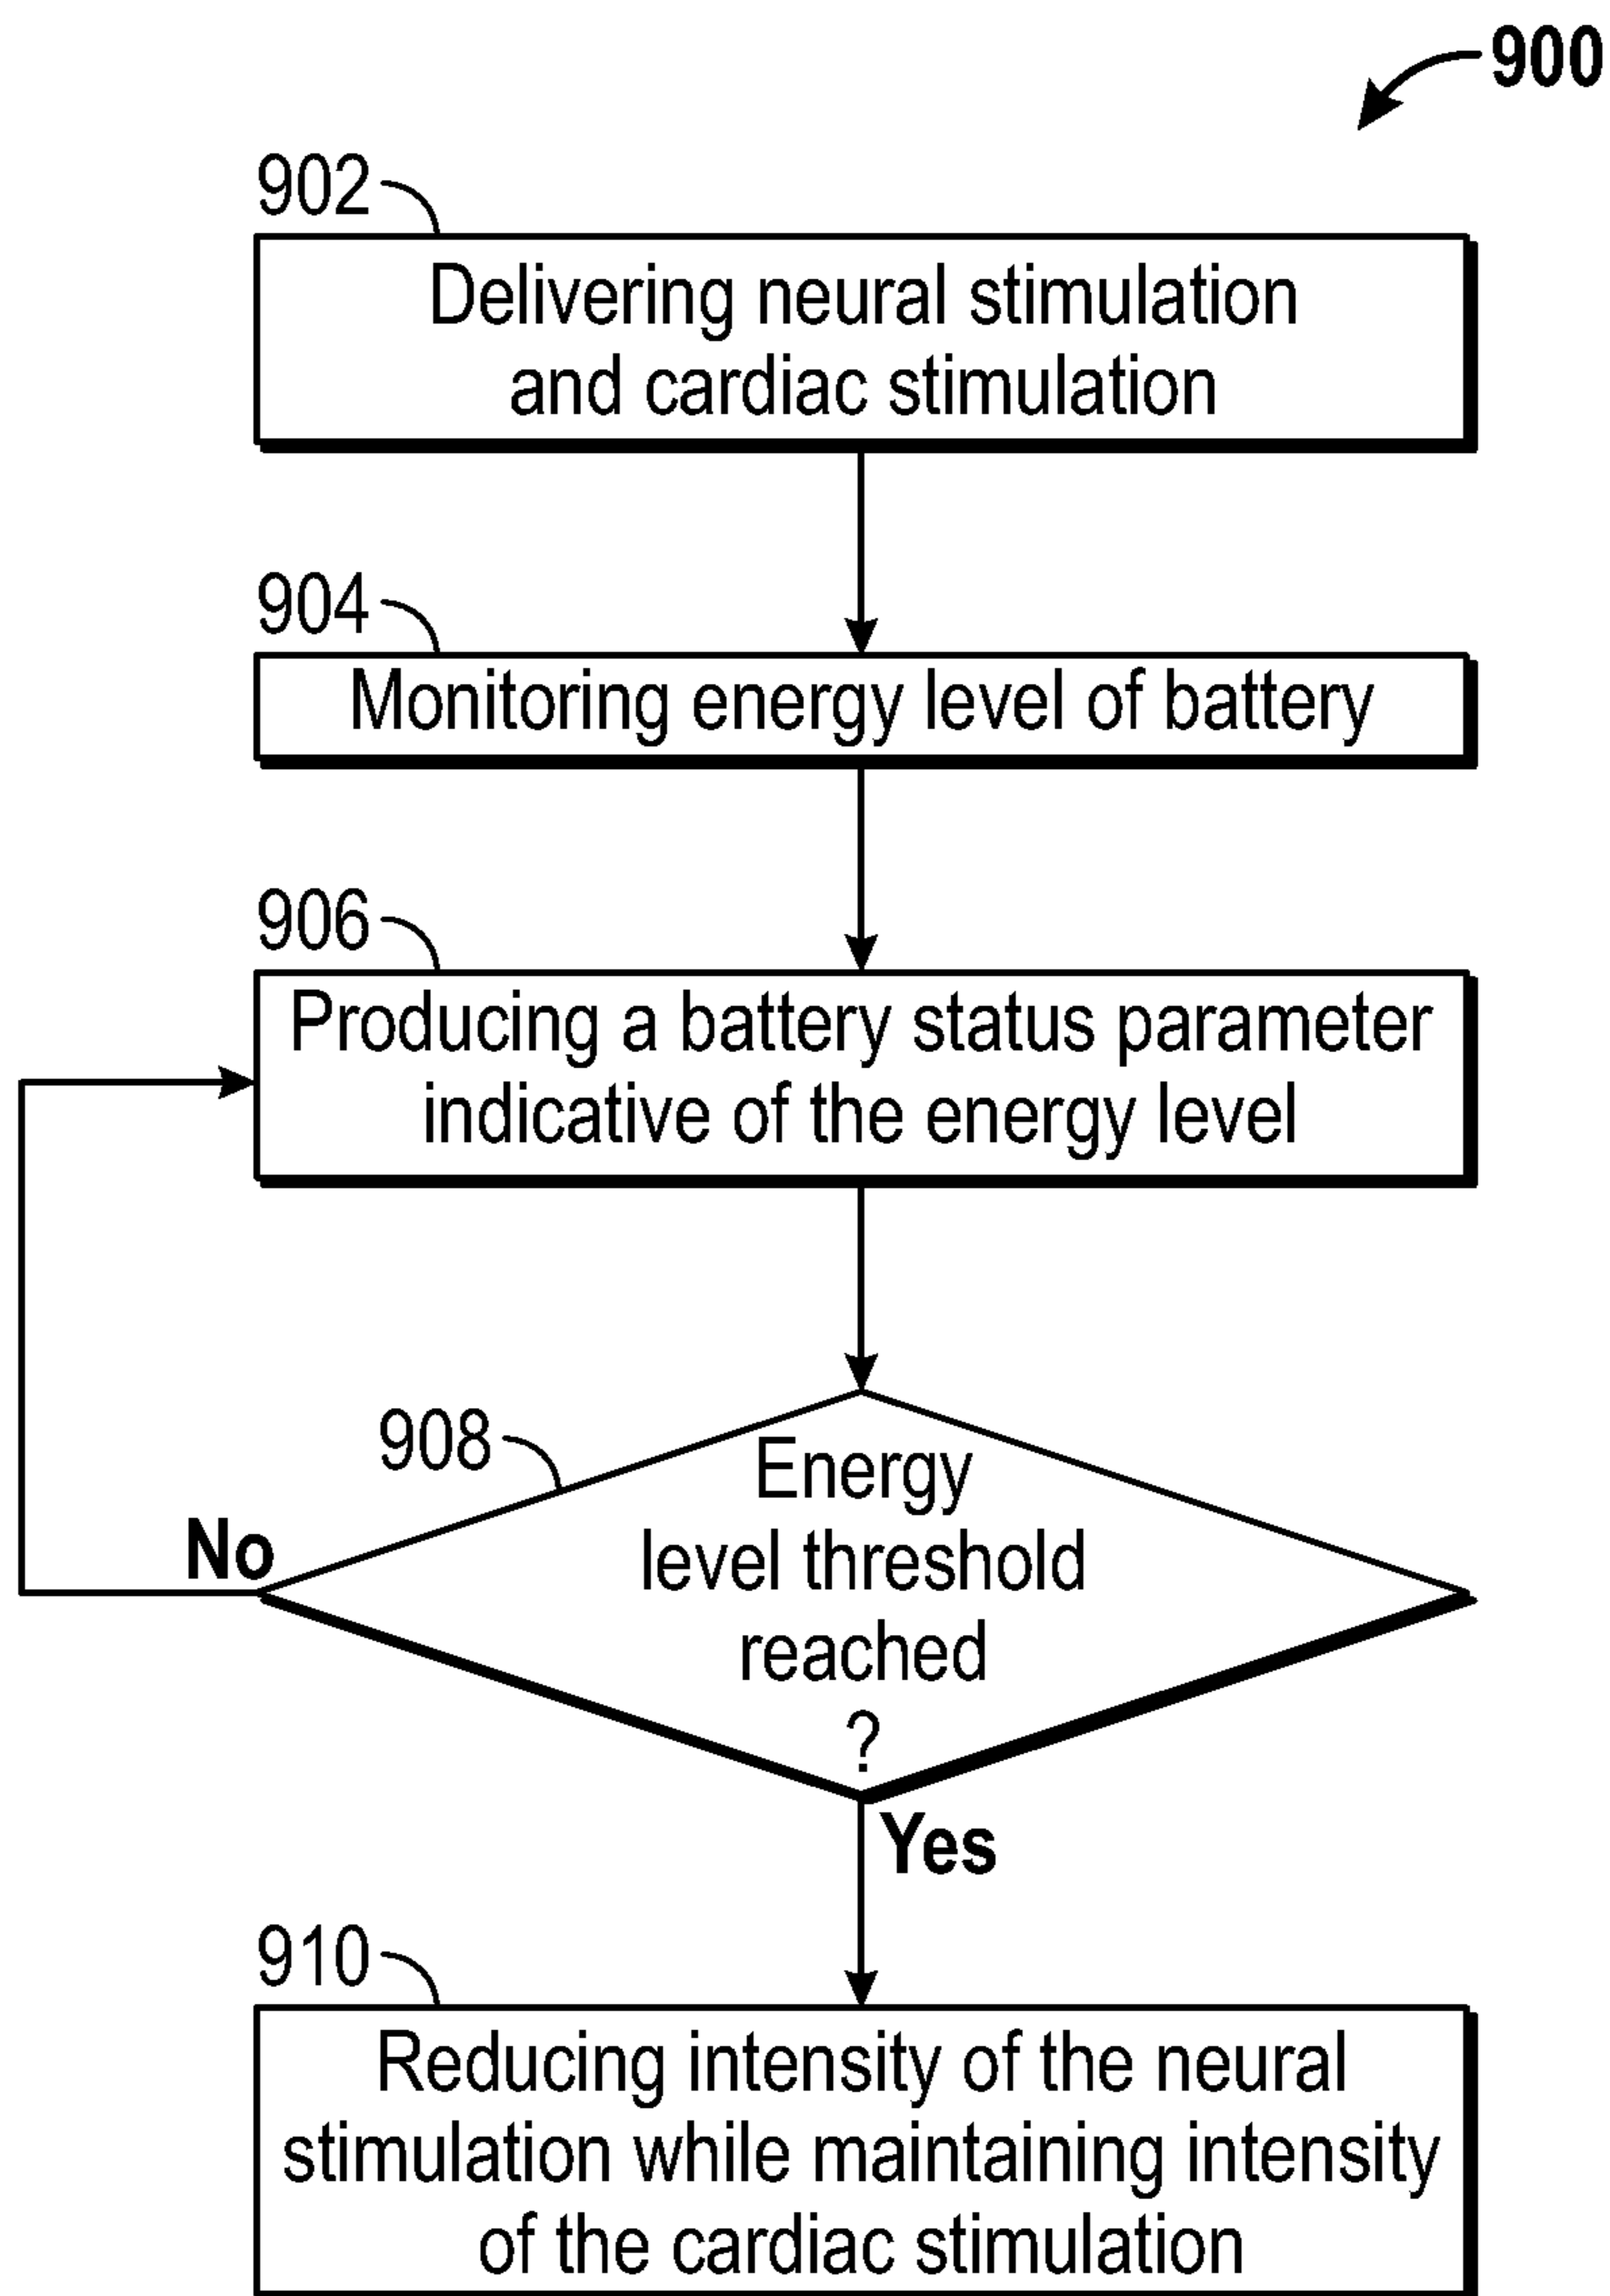 900
902
Delivering neural stimulation
and cardiac stimulation
904
Monitoring energy level of battery
906
Producing a battery status parameter
indicative of the energy level
908
Energy
level threshold
reached
?
No
Yes
910
Reducing intensity of the neural
stimulation while maintaining intensity
of the cardiac stimulation